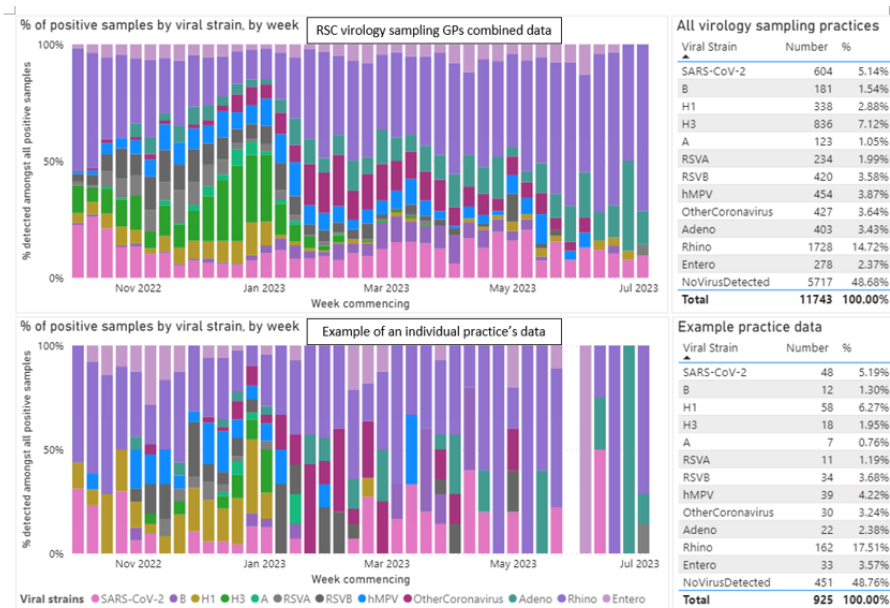 % of positive samples by viral strain, by week
RSC virology sampling GPs combined data
100%
50%
0%
% detected amongst all positive samples
Nov 2022 Jan 2023 Mar 2023 May 2023 Jul 2023
Week commencing
All virology sampling practices
Viral Strain Number %
SARS-CoV-2 604 5.14%
B 181 1.54%
H1 338 2.88%
H3 836 7.12%
A 123 1.05%
RSVA 234 1.99%
RSVB 420 3.58%
hMPV 454 3.87%
OtherCoronavirus 427 3.64%
Adeno 403 3.43%
Rhino 1728 14.72%
Entero 278 2.37%
NoVirusDetected 5717 48.68%
Total 11743 100.00%
% of positive samples by viral strain, by week
Example of an individual practice's data
100%
50%
0%
% detected amongst all positive samples
Nov 2022 Jan 2023 Mar 2023 May 2023 Jul 2023
Week commencing
Viral strains SARS-CoV-2 B H1 H3 A RSVA RSVB hMPV OtherCoronavirus Adeno Rhino Entero
Example practice data
Viral Strain Number %
SARS-CoV-2 48 5.19%
B 12 1.30%
H1 58 6.27%
H3 18 1.95%
A 7 0.76%
RSVA 11 1.19%
RSVB 34 3.68%
hMPV 39 4.22%
OtherCoronavirus 30 3.24%
Adeno 22 2.38%
Rhino 162 17.51%
Entero 33 3.57%
NoVirusDetected 451 48.76%
Total 925 100.00%